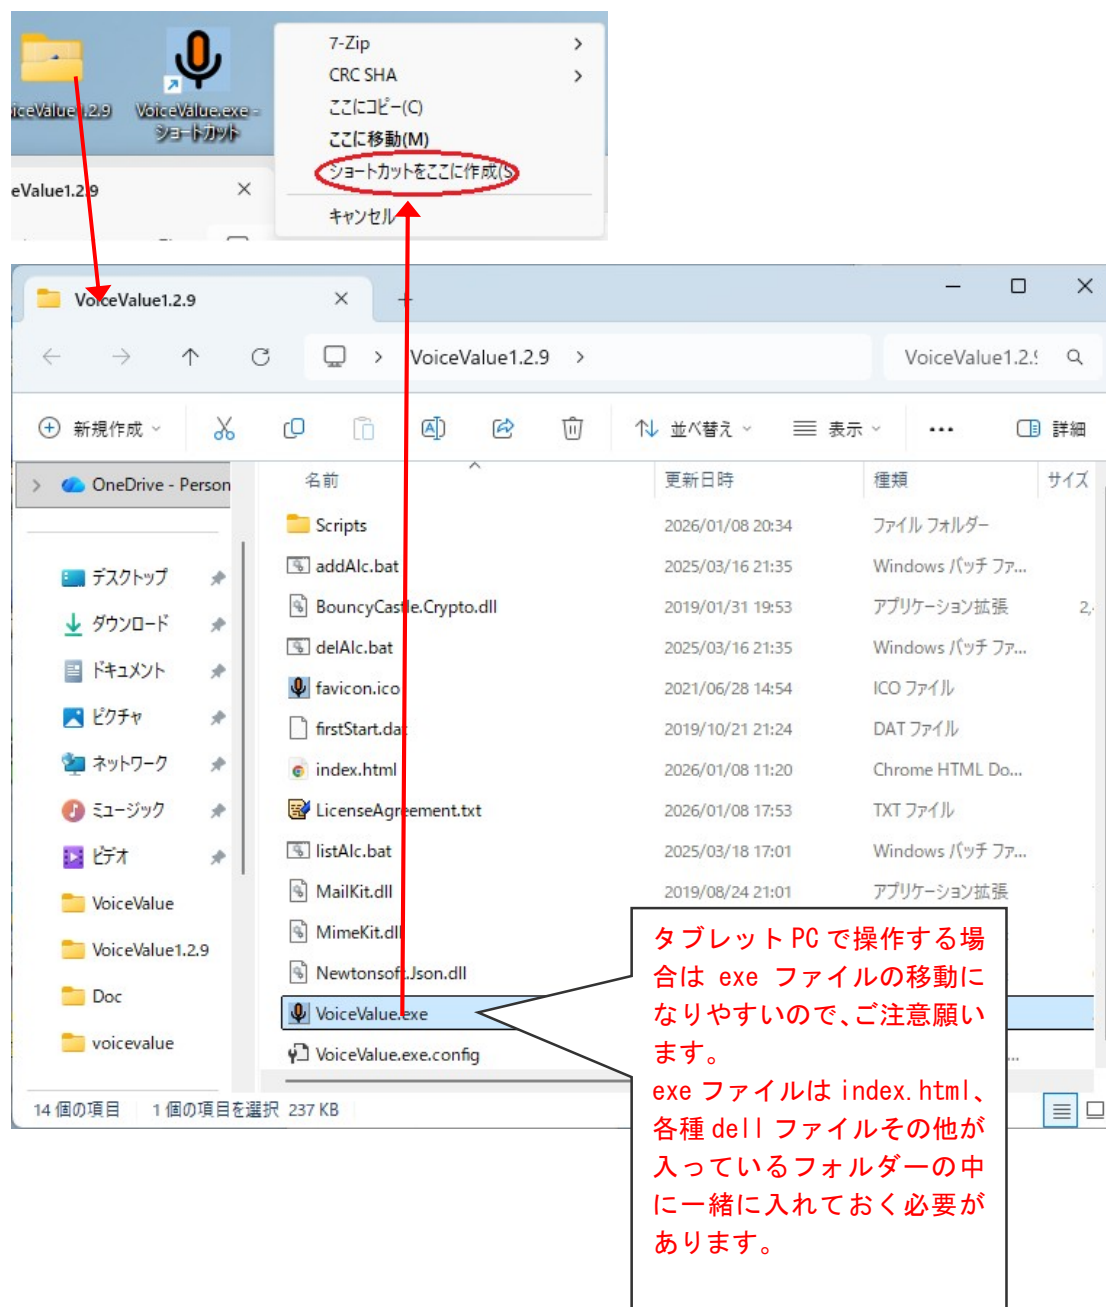 7-Zip
CRC SHA
ここにコピー(C)
ここに移動(M)
ショートカットをここに作成(S
キャンセル
iceValue1.2.9
VoiceValue.exe -
ショートカット
eValue1.2.9
VoiceValue1.2.9
VoiceValue1.2.9
VoiceValue1.2.9
新規作成
並べ替え
表示
詳細
OneDrive - Person
デスクトップ
ダウンロード
ドキュメント
ピクチャ
ネットワーク
ミュージック
ビデオ
VoiceValue
VoiceValue1.2.9
Doc
voicevalue
名前 更新日時 種類 サイズ
Scripts 2026/01/08 20:34 ファイル フォルダー
addAlc.bat 2025/03/16 21:35 Windows バッチ ファ...
BouncyCastle.Crypto.dll 2019/01/31 19:53 アプリケーション拡張 2,
delAlc.bat 2025/03/16 21:35 Windows バッチ ファ...
favicon.ico 2021/06/28 14:54 ICO ファイル
firstStart.dat 2019/10/21 21:24 DAT ファイル
index.html 2026/01/08 11:20 Chrome HTML Do...
LicenseAgreement.txt 2026/01/08 17:53 TXT ファイル
listAlc.bat 2025/03/18 17:01 Windows バッチ ファ...
MailKit.dll 2019/08/24 21:01 アプリケーション拡張
MimeKit.dll
Newtonsoft.Json.dll
VoiceValue.exe
VoiceValue.exe.config
14 個の項目 1 個の項目を選択 237 KB
タブレット PC で操作する場
合は exe ファイルの移動に
なりやすいので、ご注意願い
ます。
exe ファイルは index.html、
各種 dell ファイルその他が
入っているフォルダーの中
に一緒に入れておく必要が
あります。